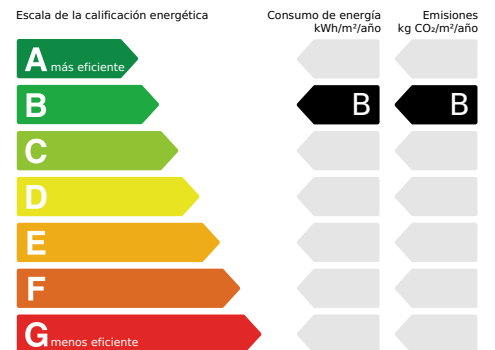 Escala de la calificación energética
Consumo de energía
kWh/m²/año
Emisiones
kg CO₂/m²/año
A más eficiente
B B B
C
D
E
F
G menos eficiente